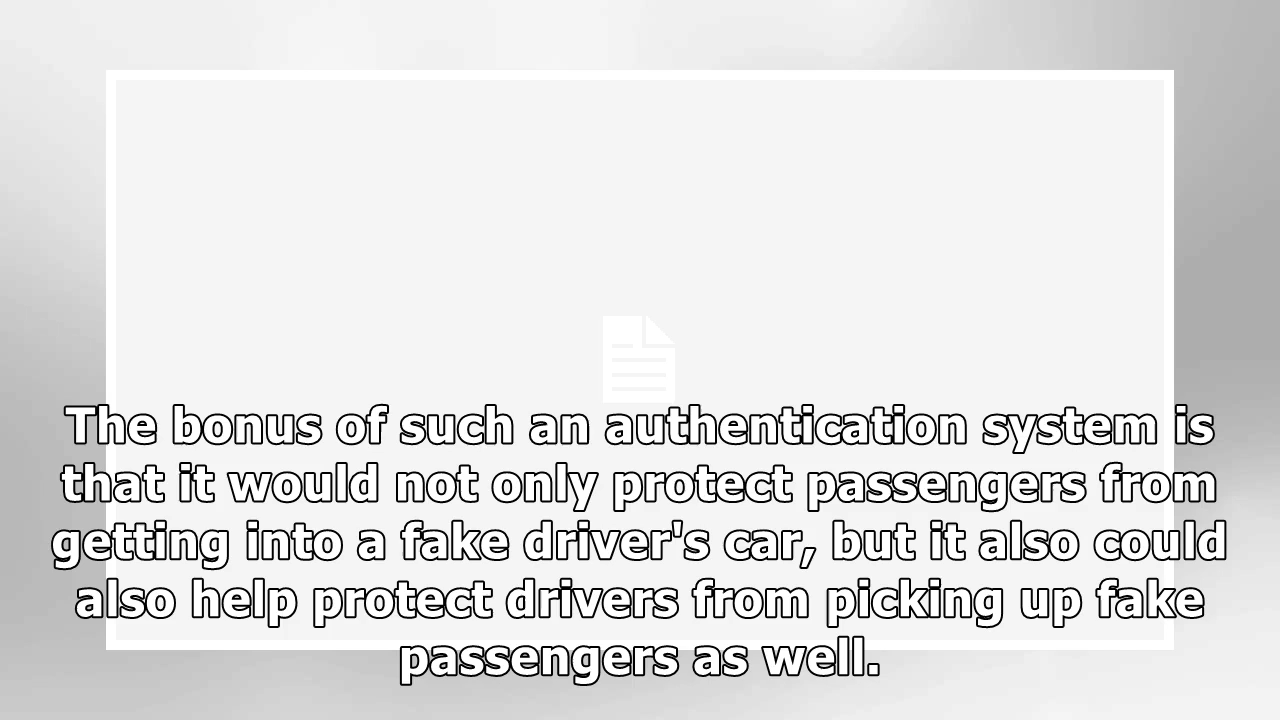 The bonus of such an authentication system is
that it would not only protect passengers from
getting into a fake driver's car, but it also could
also help protect drivers from picking up fake
passengers as well.